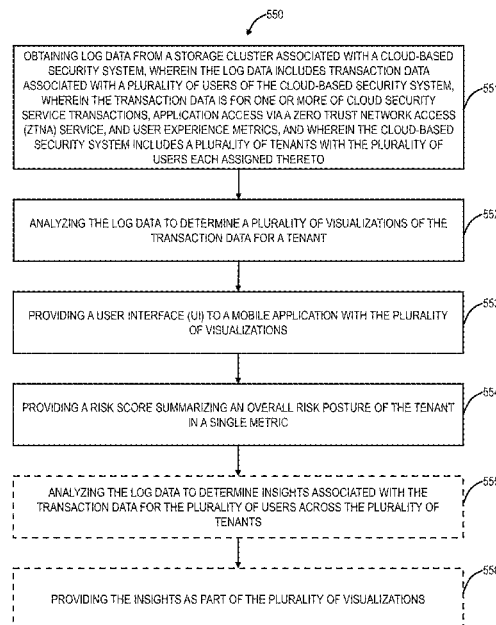 550
OBTAINING LOG DATA FROM A STORAGE CLUSTER ASSOCIATED WITH A CLOUD-BASED
SECURITY SYSTEM, WHEREIN THE LOG DATA INCLUDES TRANSACTION DATA
ASSOCIATED WITH A PLURALITY OF USERS OF THE CLOUD-BASED SECURITY SYSTEM,
WHEREIN THE TRANSACTION DATA IS FOR ONE OR MORE OF CLOUD SECURITY
SERVICE TRANSACTIONS, APPLICATION ACCESS VIA A ZERO TRUST NETWORK ACCESS
(ZTNA) SERVICE, AND USER EXPERIENCE METRICS, AND WHEREIN THE CLOUD-BASED
SECURITY SYSTEM INCLUDES A PLURALITY OF TENANTS WITH THE PLURALITY OF
USERS EACH ASSIGNED THERETO
551
ANALYZING THE LOG DATA TO DETERMINE A PLURALITY OF VISUALIZATIONS OF THE
TRANSACTION DATA FOR A TENANT
552
PROVIDING A USER INTERFACE (UI) TO A MOBILE APPLICATION WITH THE PLURALITY
OF VISUALIZATIONS
553
PROVIDING A RISK SCORE SUMMARIZING AN OVERALL RISK POSTURE OF THE TENANT
IN A SINGLE METRIC
554
ANALYZING THE LOG DATA TO DETERMINE INSIGHTS ASSOCIATED WITH THE
TRANSACTION DATA FOR THE PLURALITY OF USERS ACROSS THE PLURALITY OF
TENANTS
555
PROVIDING THE INSIGHTS AS PART OF THE PLURALITY OF VISUALIZATIONS